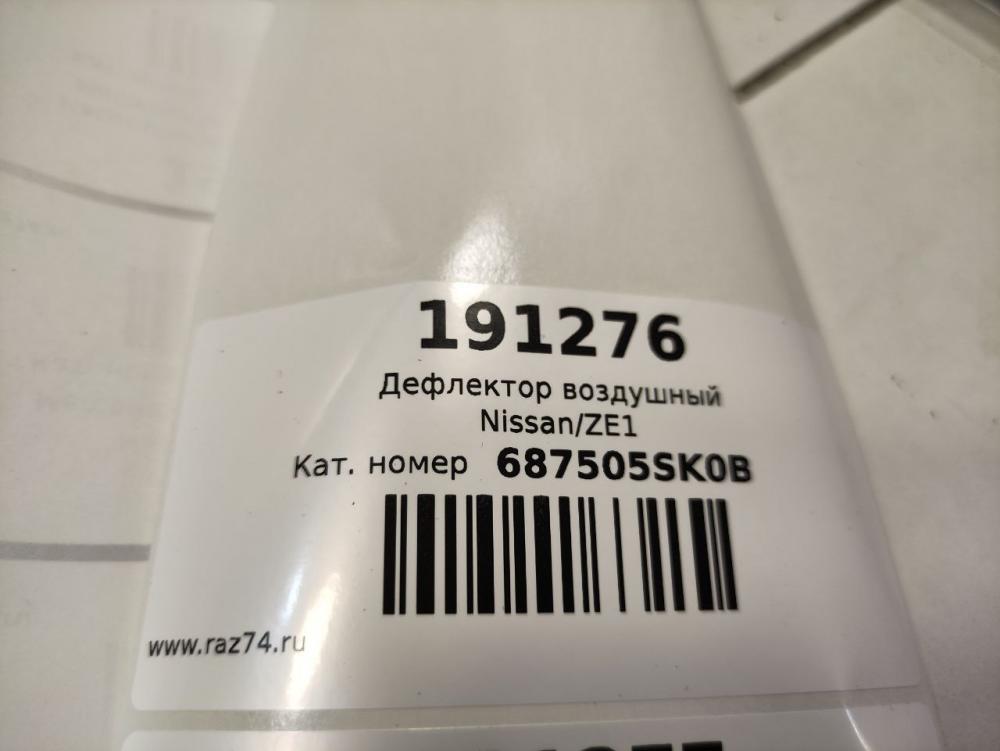 191276
Дефлектор воздушный
Nissan/ZE1
Кат. номер 687505SK0B
www.raz74.ru